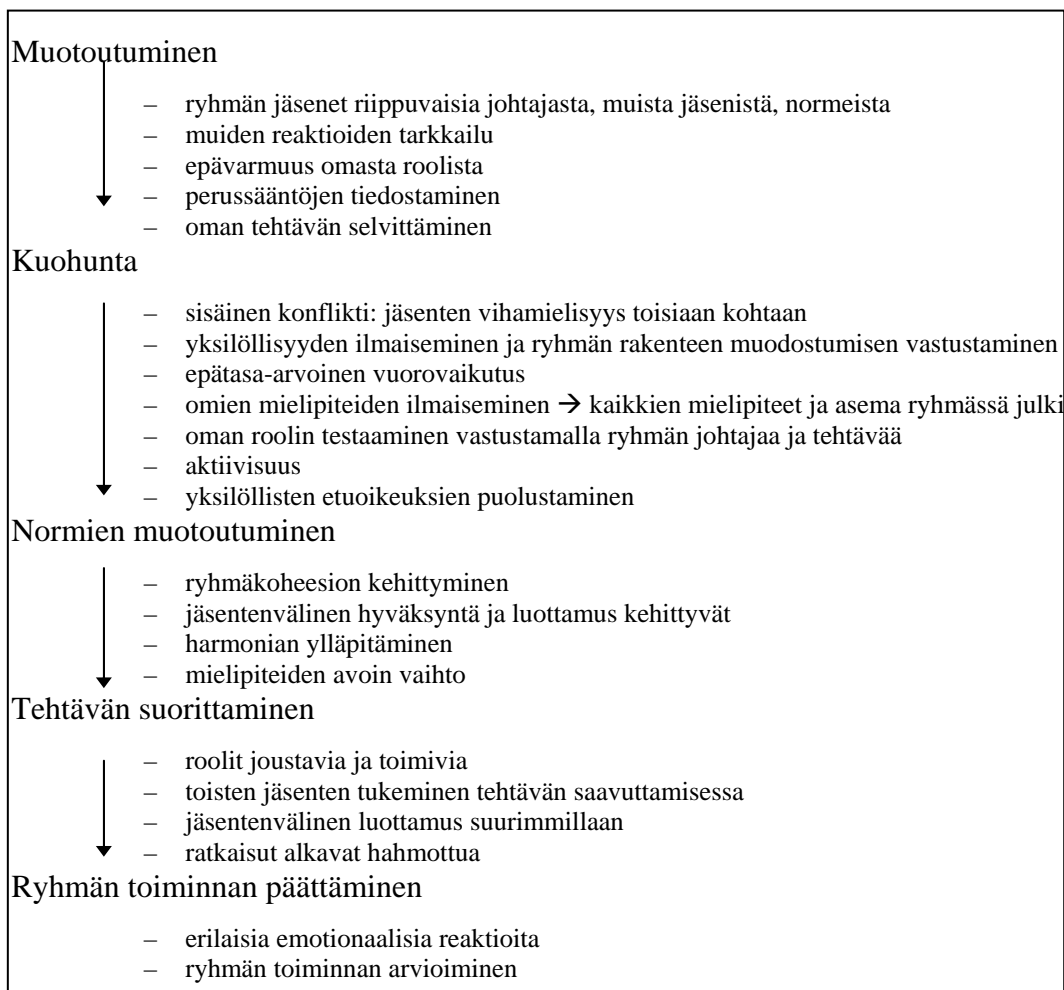 Muotoutuminen
– ryhmän jäsenet riippuvaisia johtajasta, muista jäsenistä, normeista
– muiden reaktioiden tarkkailu
– epävarmuus omasta roolista
– perussääntöjen tiedostaminen
– oman tehtävän selvittäminen
Kuohunta
– sisäinen konflikti: jäsenten vihamielisyys toisiaan kohtaan
– yksilöllisyyden ilmaiseminen ja ryhmän rakenteen muodostumisen vastustaminen
– epätasa-arvoinen vuorovaikutus
– omien mielipiteiden ilmaiseminen → kaikkien mielipiteet ja asema ryhmässä julki
– oman roolin testaaminen vastustamalla ryhmän johtajaa ja tehtävää
– aktiivisuus
– yksilöllisten etuoikeuksien puolustaminen
Normien muotoutuminen
– ryhmäkoheesion kehittyminen
– jäsentenvälinen hyväksyntä ja luottamus kehittyvät
– harmonian ylläpitäminen
– mielipiteiden avoin vaihto
Tehtävän suorittaminen
– roolit joustavia ja toimivia
– toisten jäsenten tukeminen tehtävän saavuttamisessa
– jäsentenvälinen luottamus suurimmillaan
– ratkaisut alkavat hahmottua
Ryhmän toiminnan päättäminen
– erilaisia emotionaalisia reaktioita
– ryhmän toiminnan arvioiminen